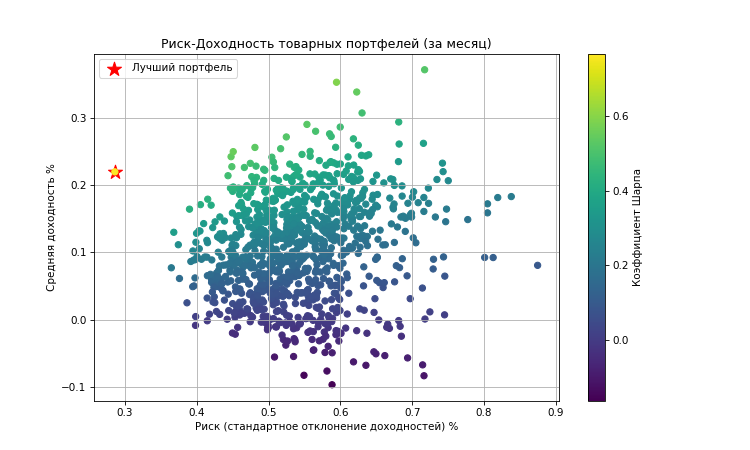 Риск-Доходность товарных портфелей (за месяц)
Лучший портфель
Средняя доходность %
0.3
0.2
0.1
0.0
−0.1
0.3 0.4 0.5 0.6 0.7 0.8 0.9
Риск (стандартное отклонение доходностей) %
0.6
0.4
0.2
0.0
Коэффициент Шарпа